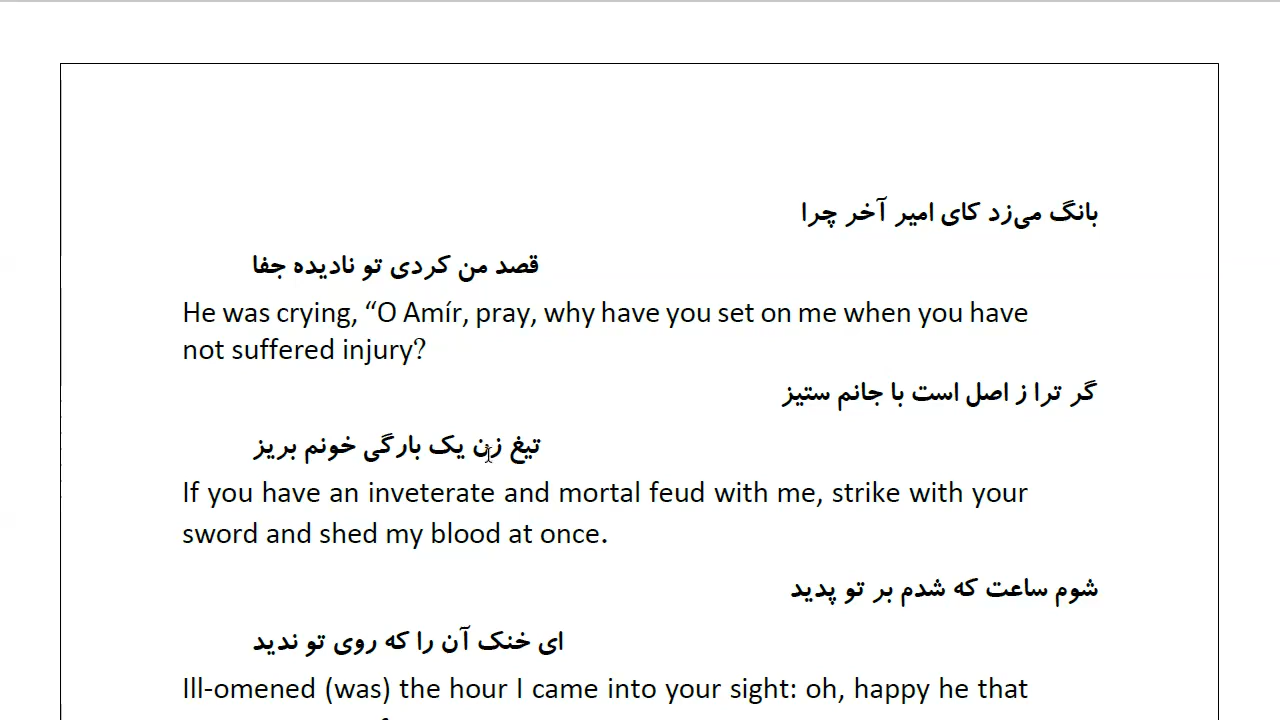 بانگ می‌زد کای امیر آخر چرا
قصد من کردی تو نادیده جفا
He was crying, “O Amír, pray, why have you set on me when you have
not suffered injury?
گر ترا ز اصل است با جانم ستیز
تیغ زن یک بارگی خونم بریز
If you have an inveterate and mortal feud with me, strike with your
sword and shed my blood at once.
شوم ساعت که شدم بر تو پدید
ای خنک آن را که روی تو ندید
Ill-omened (was) the hour I came into your sight: oh, happy he that